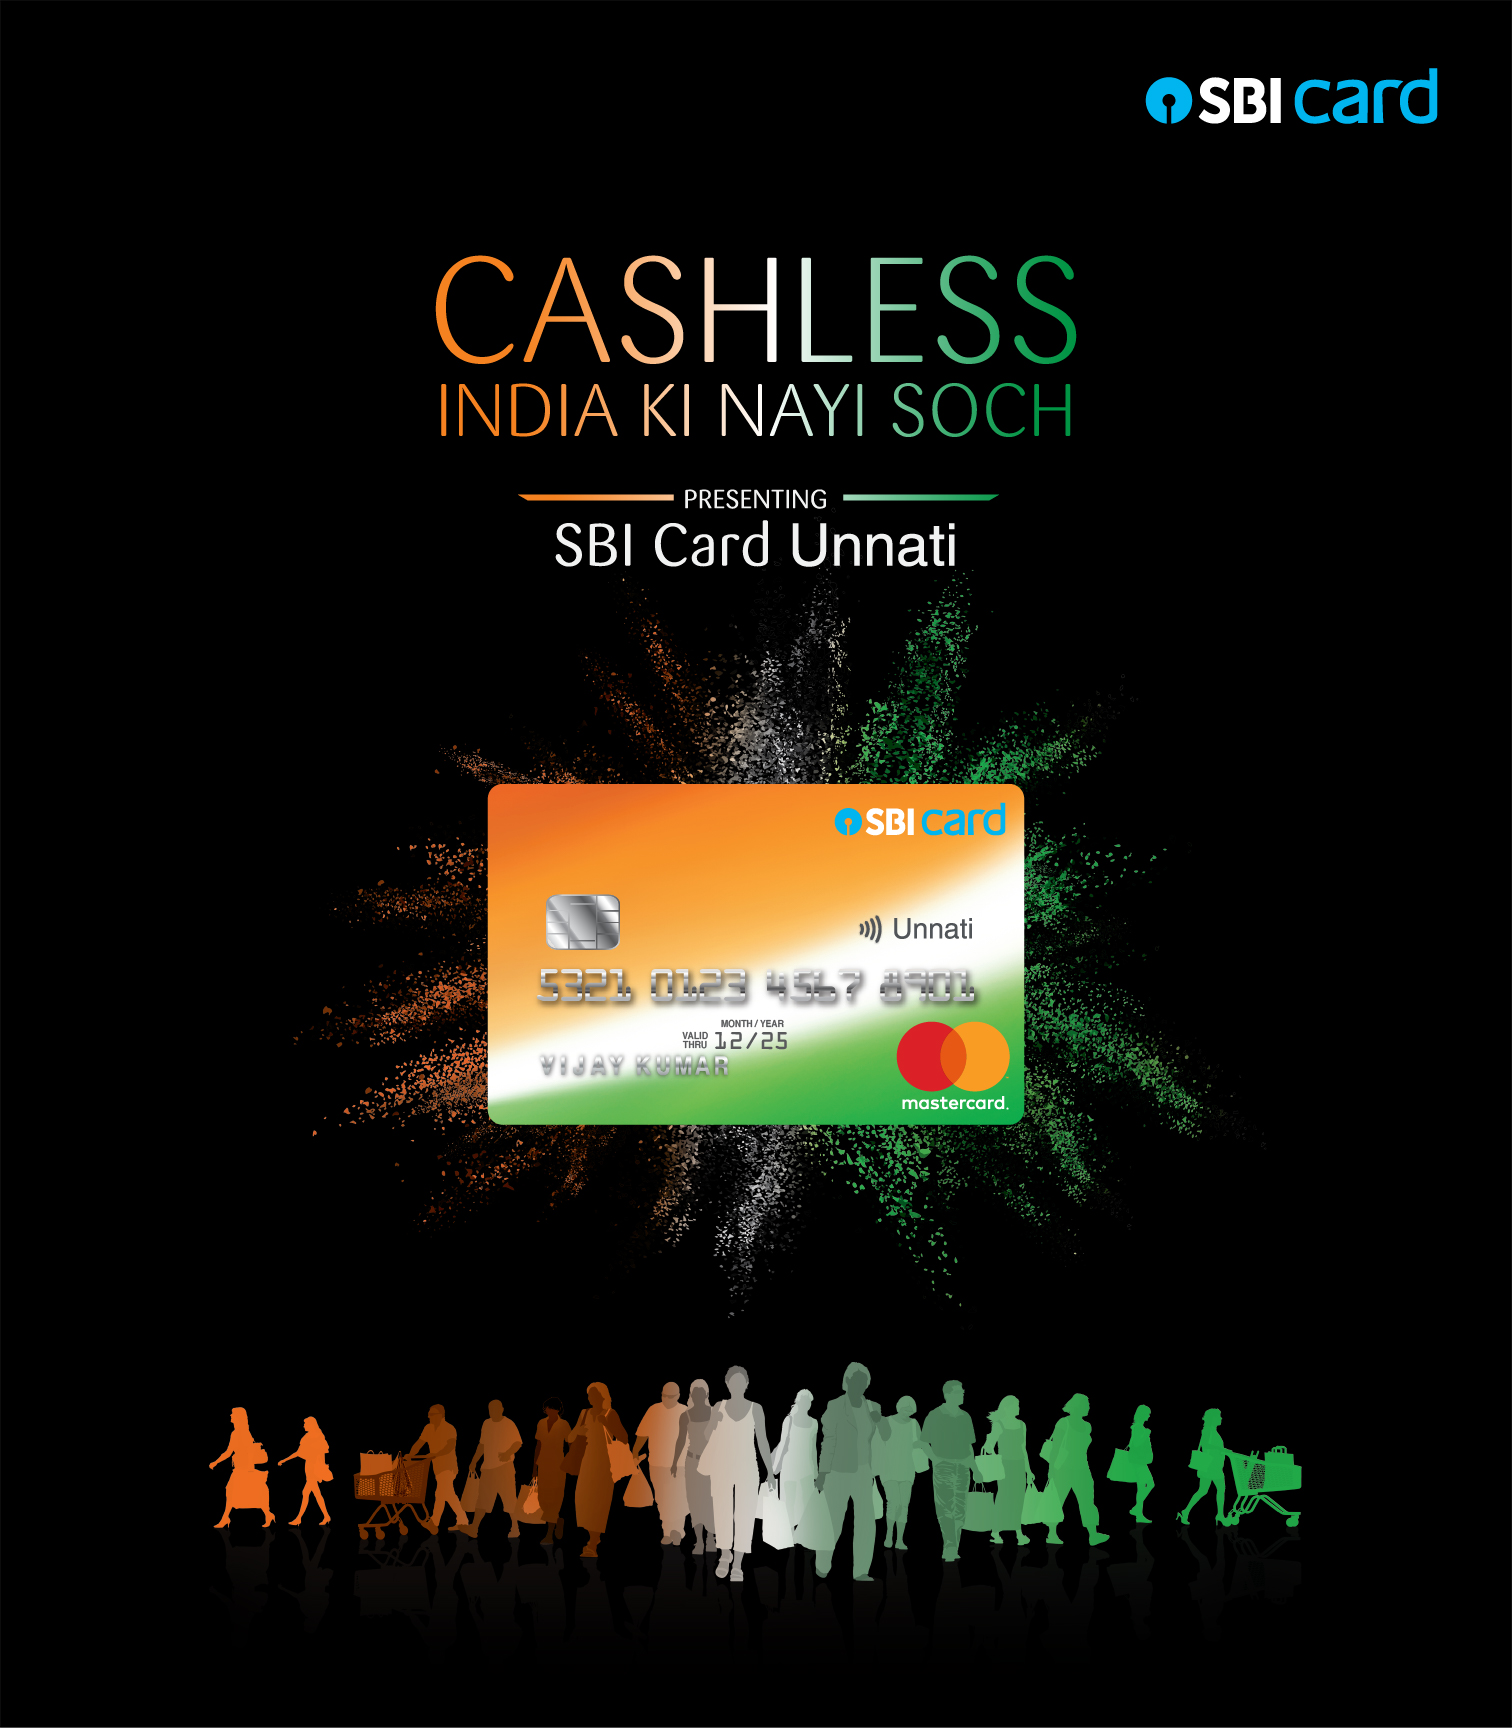 SBI card
CASHLESS
INDIA KI NAYI SOCH
PRESENTING
SBI Card Unnati
SBI card
Unnati
5321 0123 4567 8901
MONTH / YEAR
VALID THRU 12/25
VIJAY KUMAR
mastercard.